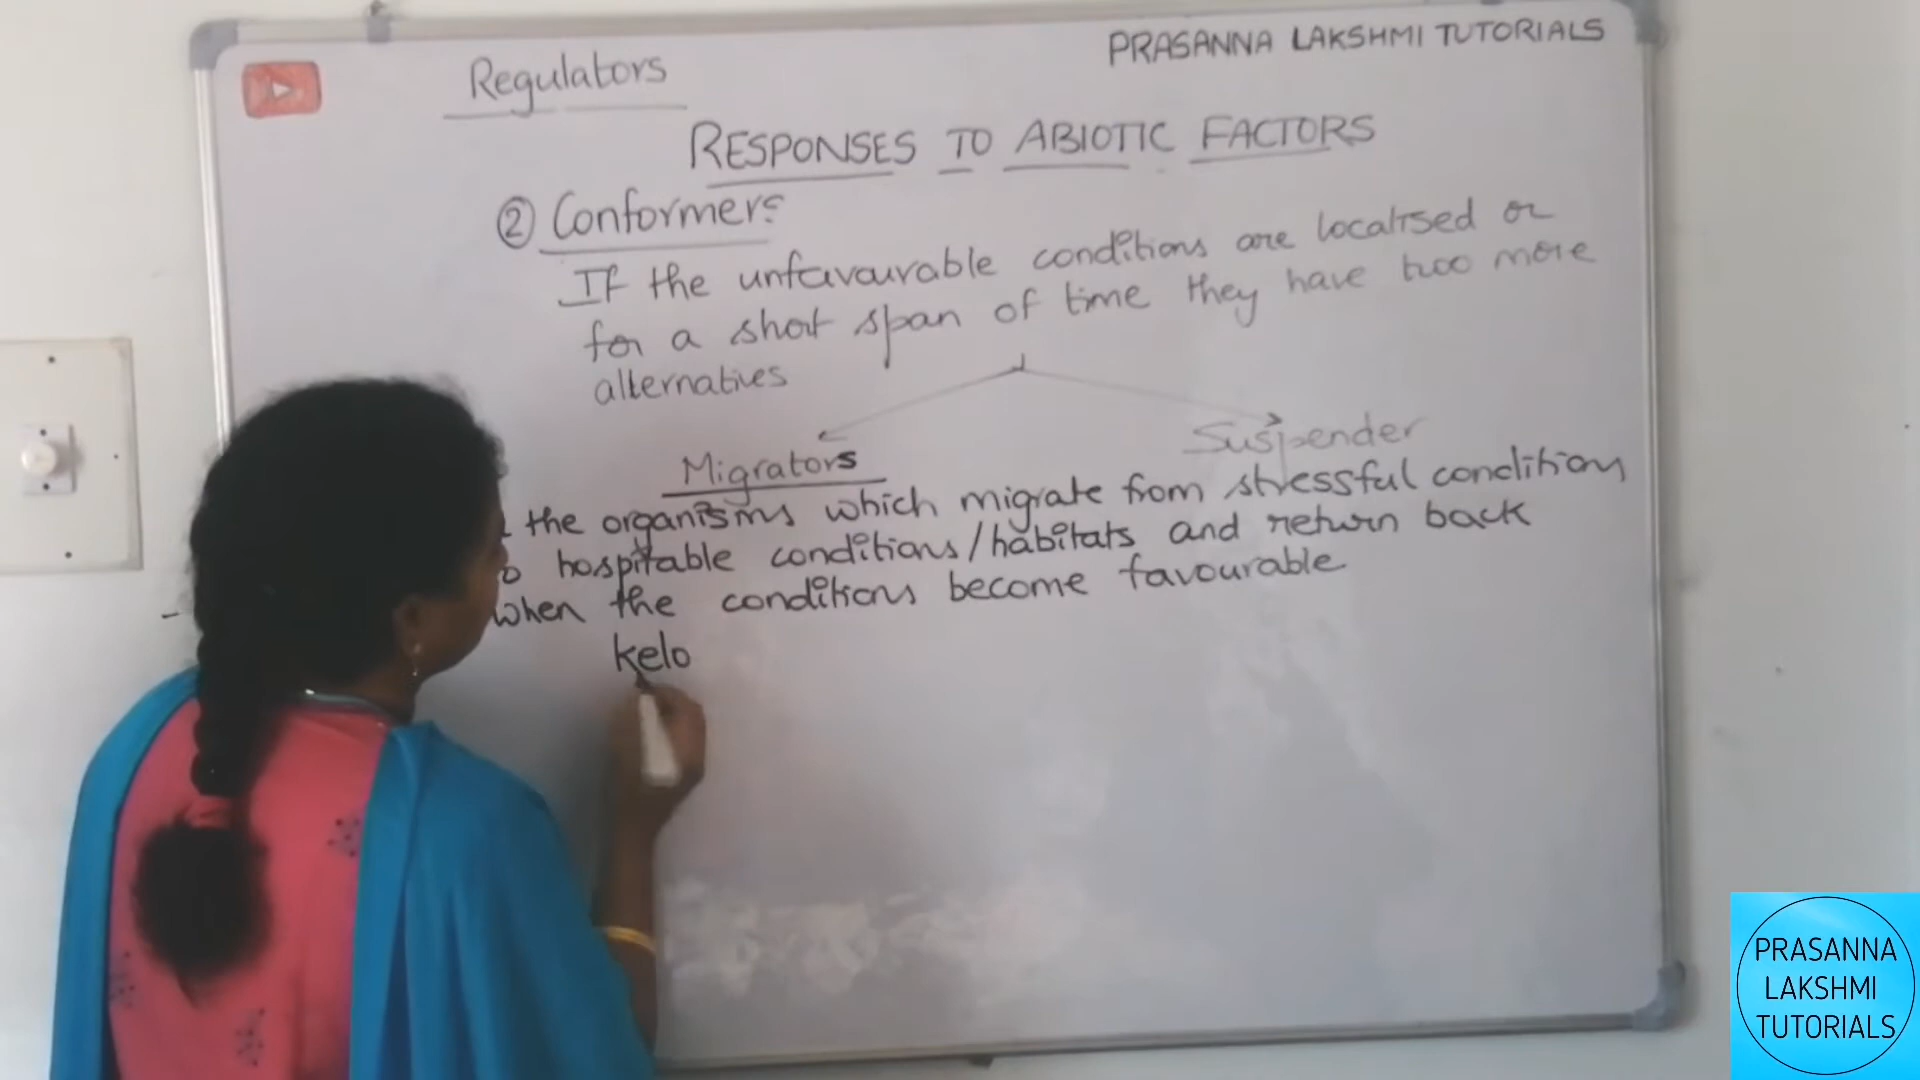 PRASANNA LAKSHMI TUTORIALS
Regulators
RESPONSES TO ABIOTIC FACTORS
② Conformers
If the unfavourable conditions are localised or
for a short span of time they have two more
alternatives
Migrators
Suspender
the organisms which migrate from stressful condition
hospitable conditions/habitats and return back
when the conditions become favourable
kelo
PRASANNA
LAKSHMI
TUTORIALS